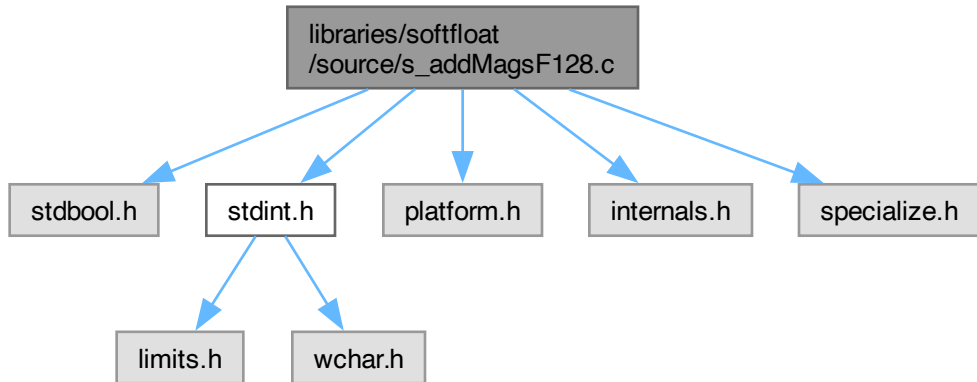 libraries/softfloat
/source/s_addMagsF128.c
stdbool.h
stdint.h
platform.h
internals.h
specialize.h
limits.h
wchar.h